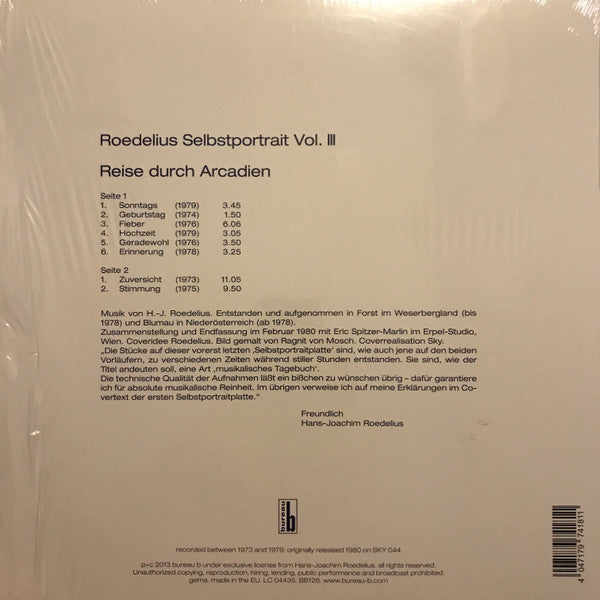 Roedelius Selbstportrait Vol. III
Reise durch Arcadien
Seite 1
1. Sonntags (1979) 3.45
2. Geburtstag (1974) 1.50
3. Fieber (1976) 6.06
4. Hochzeit (1979) 3.05
5. Geradewohl (1976) 3.50
6. Erinnerung (1978) 3.25
Seite 2
1. Zuversicht (1973) 11.05
2. Stimmung (1975) 9.50
Musik von H.-J. Roedelius. Entstanden und aufgenommen in Forst im Weserbergland (bis
1978) und Blumau in Niederösterreich (ab 1978).
Zusammenstellung und Endfassung im Februar 1980 mit Eric Spitzer-Marlin im Erpel-Studio,
Wien. Coveridee Roedelius. Bild gemalt von Ragnit von Mosch. Coverrealisation Sky.
„Die Stücke auf dieser vorerst letzten ‚Selbstportraitplatte‘ sind, wie auch jene auf den beiden
Vorläufern, zu verschiedenen Zeiten während stiller Stunden entstanden. Sie sind, wie der
Titel andeuten soll, eine Art ‚musikalisches Tagebuch‘.
Die technische Qualität der Aufnahmen läßt ein bißchen zu wünschen übrig – dafür garantiere
ich für absolute musikalische Reinheit. Im übrigen verweise ich auf meine Erklärungen im Co-
vertext der ersten Selbstportraitplatte.“
Freundlich
Hans-Joachim Roedelius
bureau b
recorded between 1973 and 1979; originally released 1980 on SKY 044
p+c 2013 bureau b under exclusive license from Hans-Joachim Roedelius. All rights reserved.
Unauthorized copying, reproduction, hiring, lending, public performance and broadcast prohibited.
gema. made in the EU. LC 04435. BB126. www.bureau-b.com
4 047179 741811